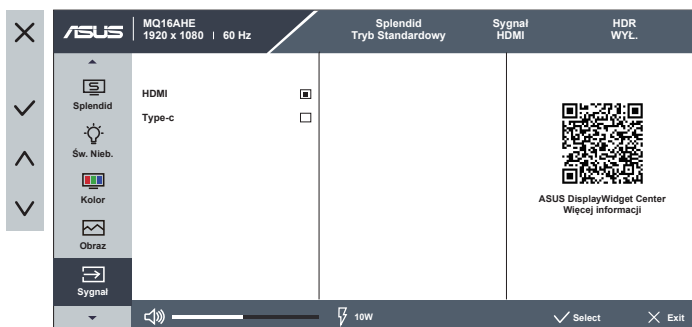 ASUS
MQ16AHE
1920 x 1080 | 60 Hz
Splendid
Tryb Standardowy
Sygnał
HDMI
HDR
WYŁ.
Splendid
Św. Nieb.
Kolor
Obraz
Sygnał
HDMI
Type-c
ASUS DisplayWidget Center
Więcej informacji
10W
Select
Exit